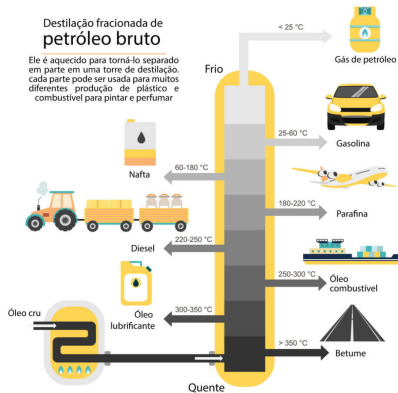 Destilação fracionada de
petróleo bruto
Ele é aquecido para torná-lo separado
em parte em uma torre de destilação.
cada parte pode ser usada para muitos
diferentes produção de plástico e
combustível para pintar e perfumar
< 25 °C
Gás de petróleo
Frio
25-60 °C
Gasolina
60-180 °C
Nafta
180-220 °C
Parafina
220-250 °C
Diesel
250-300 °C
Óleo
combustível
300-350 °C
Óleo
lubrificante
Óleo cru
> 350 °C
Betume
Quente